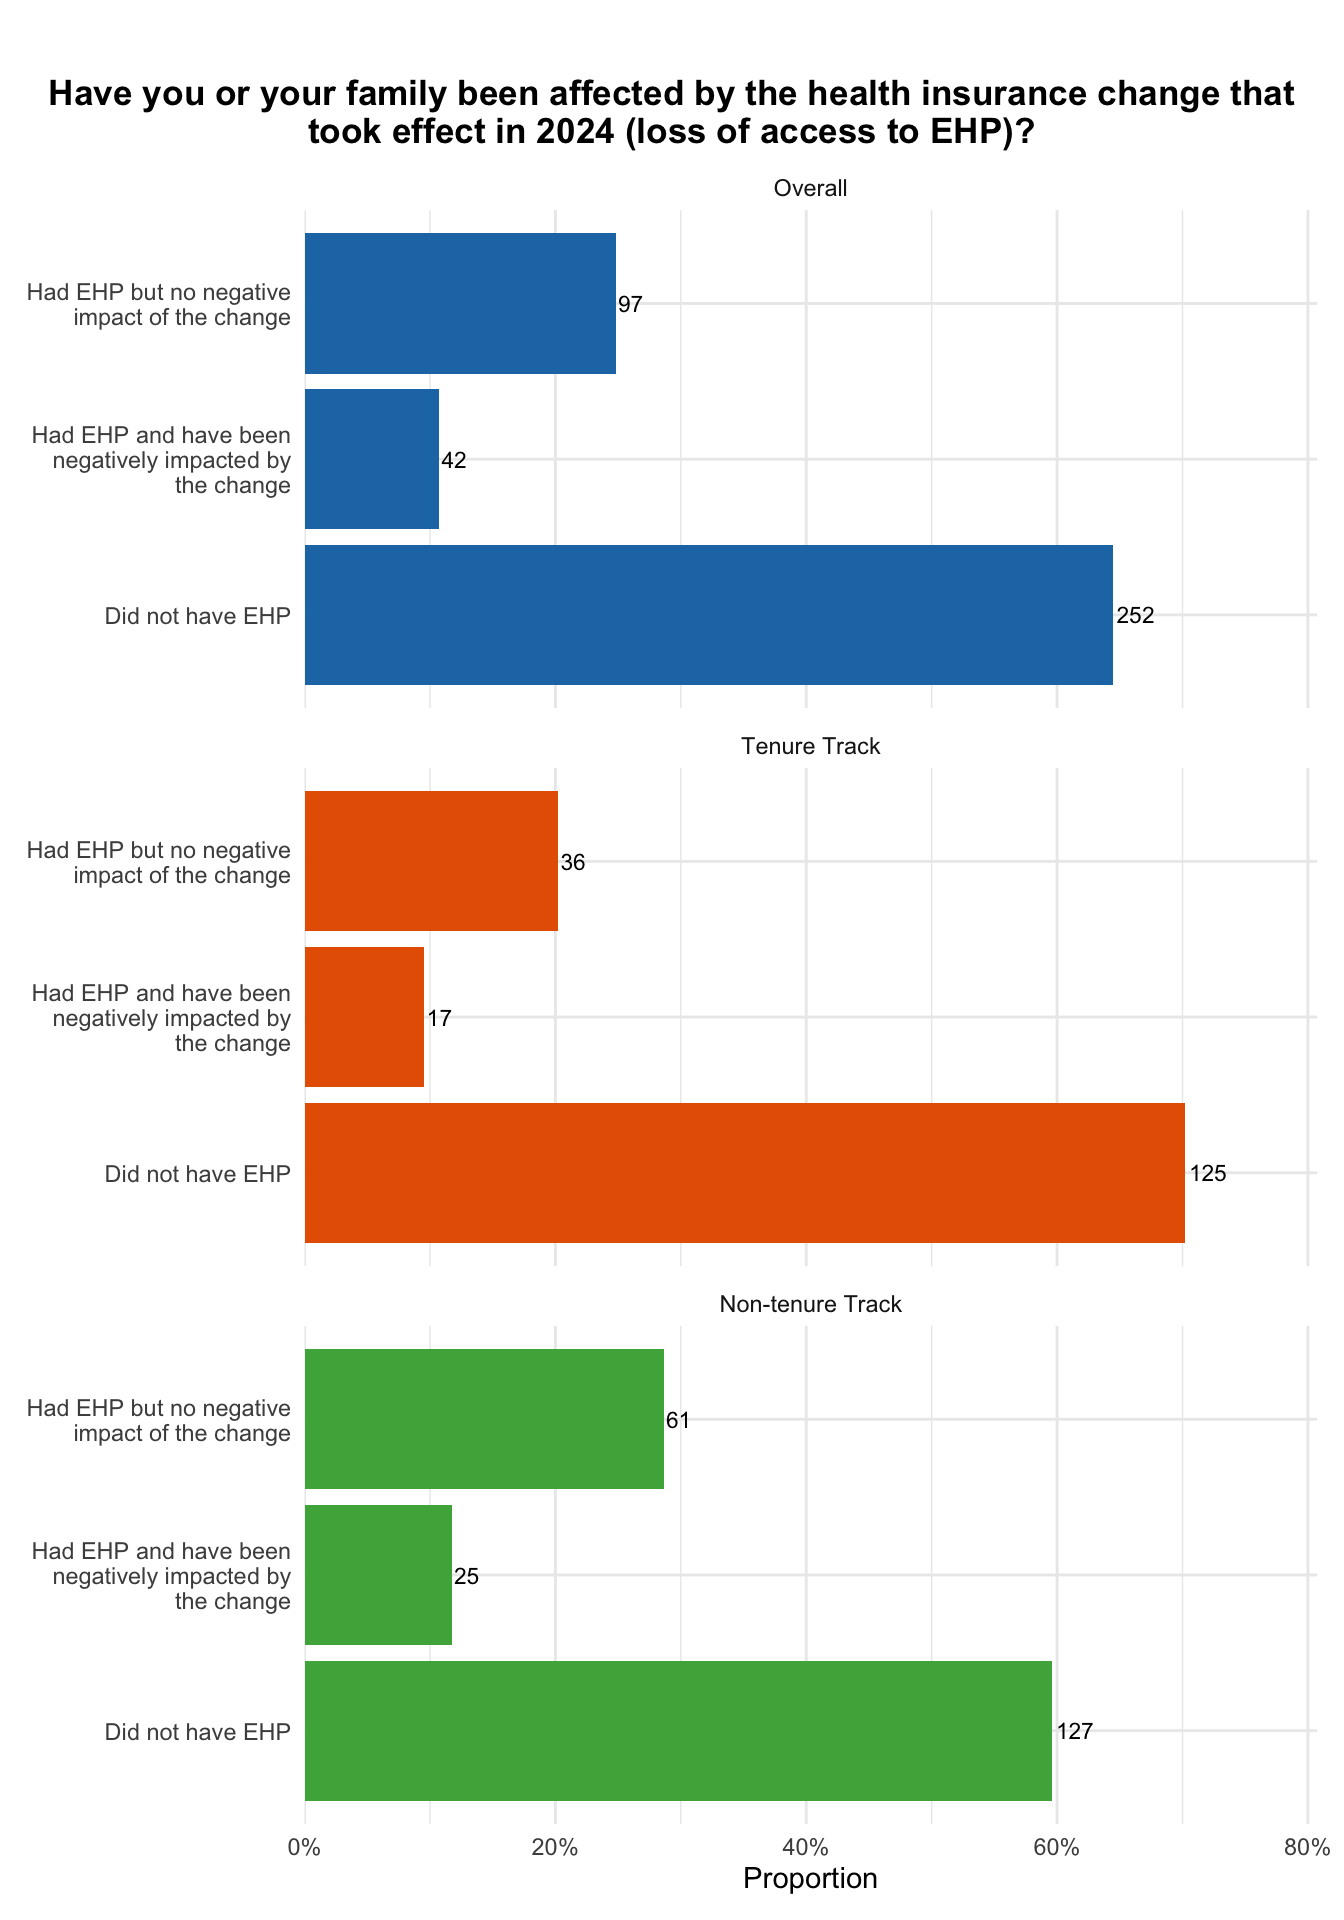 Have you or your family been affected by the health insurance change that
took effect in 2024 (loss of access to EHP)?
Overall
Had EHP but no negative
impact of the change
97
Had EHP and have been
negatively impacted by
the change
42
Did not have EHP
252
Tenure Track
Had EHP but no negative
impact of the change
36
Had EHP and have been
negatively impacted by
the change
17
Did not have EHP
125
Non-tenure Track
Had EHP but no negative
impact of the change
61
Had EHP and have been
negatively impacted by
the change
25
Did not have EHP
127
0% 20% 40% 60% 80%
Proportion